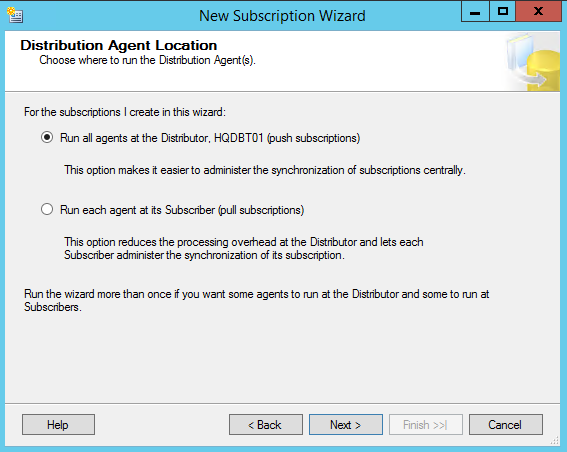 New Subscription Wizard
Distribution Agent Location
Choose where to run the Distribution Agent(s).
For the subscriptions I create in this wizard:
Run all agents at the Distributor, HQDBT01 (push subscriptions)
This option makes it easier to administer the synchronization of subscriptions centrally.
Run each agent at its Subscriber (pull subscriptions)
This option reduces the processing overhead at the Distributor and lets each
Subscriber administer the synchronization of its subscription.
Run the wizard more than once if you want some agents to run at the Distributor and some to run at
Subscribers.
Help
< Back
Next >
Finish >>|
Cancel